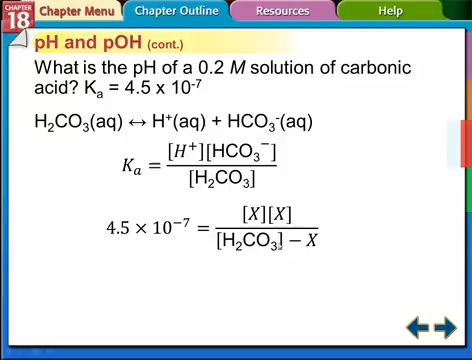 CHAPTER
18
Chapter Menu
Chapter Outline
Resources
Help
pH and pOH (cont.)
What is the pH of a 0.2 M solution of carbonic
acid? Kₐ = 4.5 x 10⁻⁷
H₂CO₃(aq) ↔ H⁺(aq) + HCO₃⁻(aq)
Kₐ = [H⁺][HCO₃⁻] / [H₂CO₃]
4.5 × 10⁻⁷ = [X][X] / [H₂CO₃] − X